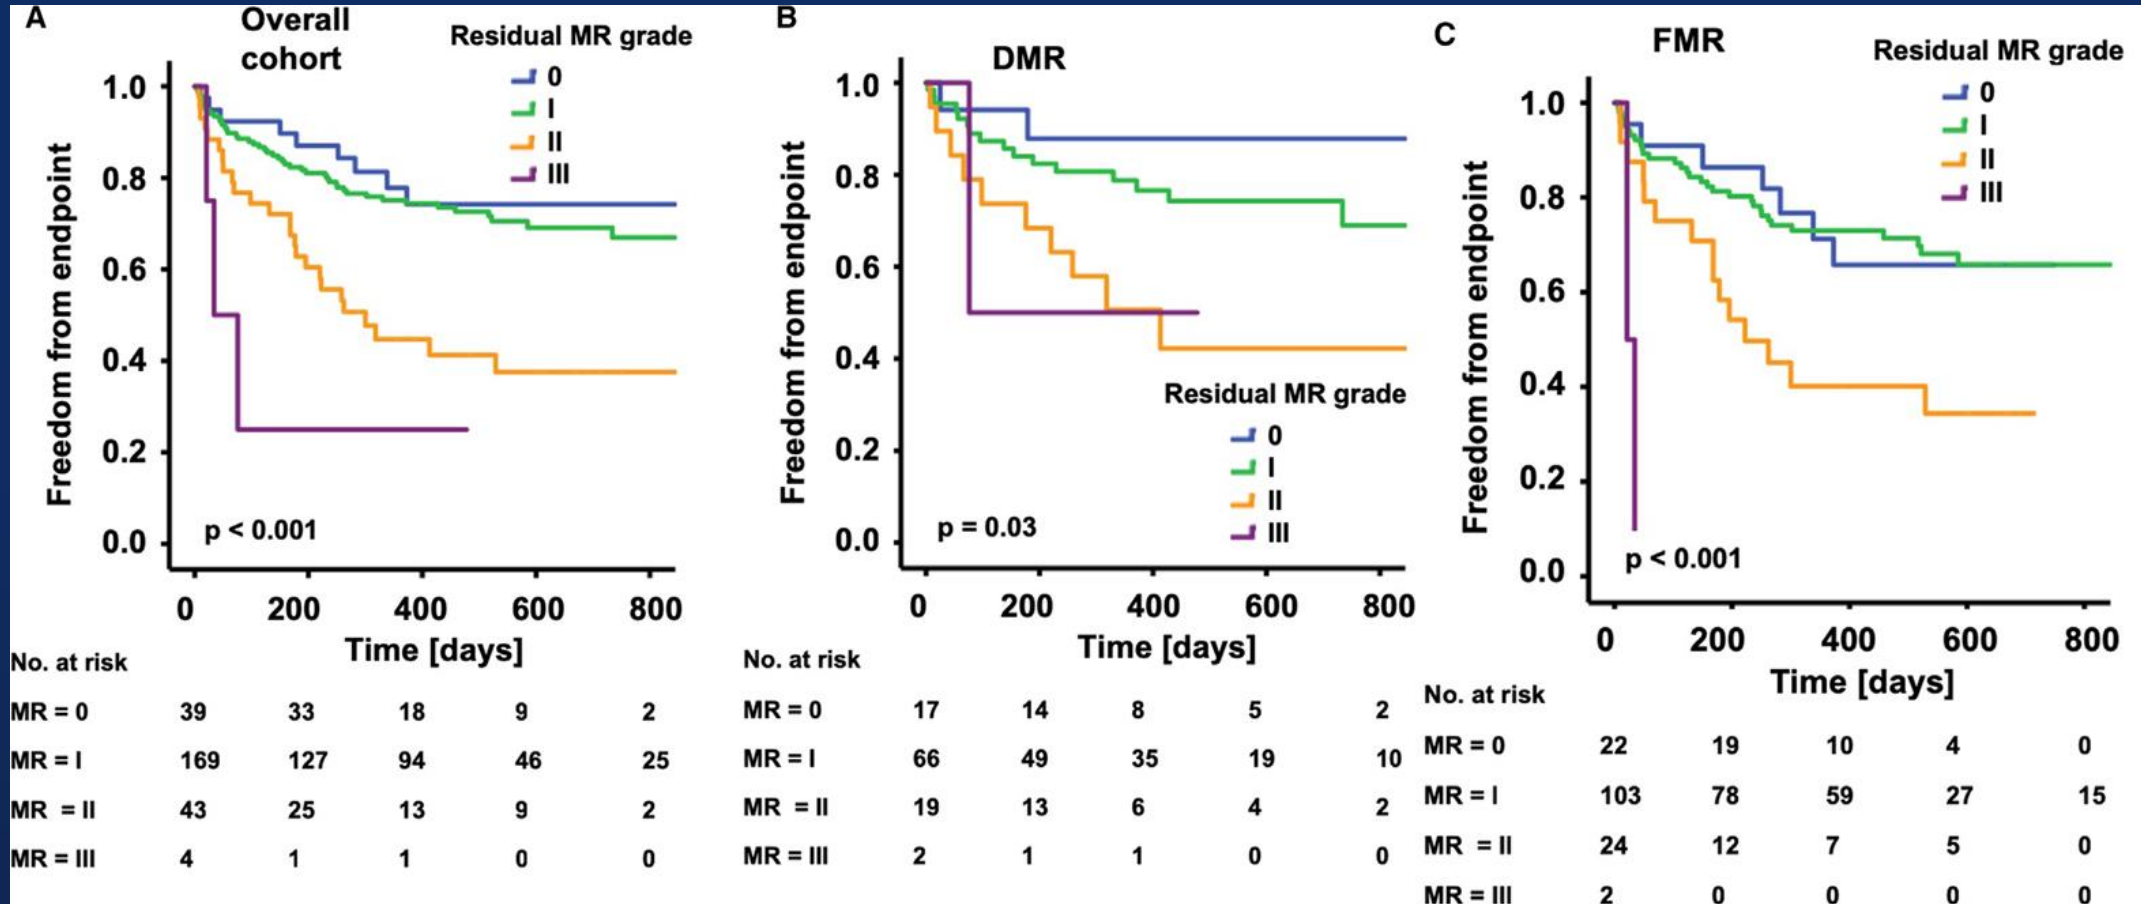 A
Overall
cohort
Residual MR grade
0
I
II
III
1.0
0.8
0.6
0.4
0.2
0.0
Freedom from endpoint
p < 0.001
0 200 400 600 800
Time [days]
No. at risk
MR = 0 39 33 18 9 2
MR = I 169 127 94 46 25
MR = II 43 25 13 9 2
MR = III 4 1 1 0 0
B
DMR
1.0
0.8
0.6
0.4
0.2
0.0
Freedom from endpoint
Residual MR grade
0
I
II
III
p = 0.03
0 200 400 600 800
Time [days]
No. at risk
MR = 0 17 14 8 5 2
MR = I 66 49 35 19 10
MR = II 19 13 6 4 2
MR = III 2 1 1 0 0
C
FMR
Residual MR grade
0
I
II
III
1.0
0.8
0.6
0.4
0.2
0.0
Freedom from endpoint
p < 0.001
0 200 400 600 800
Time [days]
No. at risk
MR = 0 22 19 10 4 0
MR = I 103 78 59 27 15
MR = II 24 12 7 5 0
MR = III 2 0 0 0 0